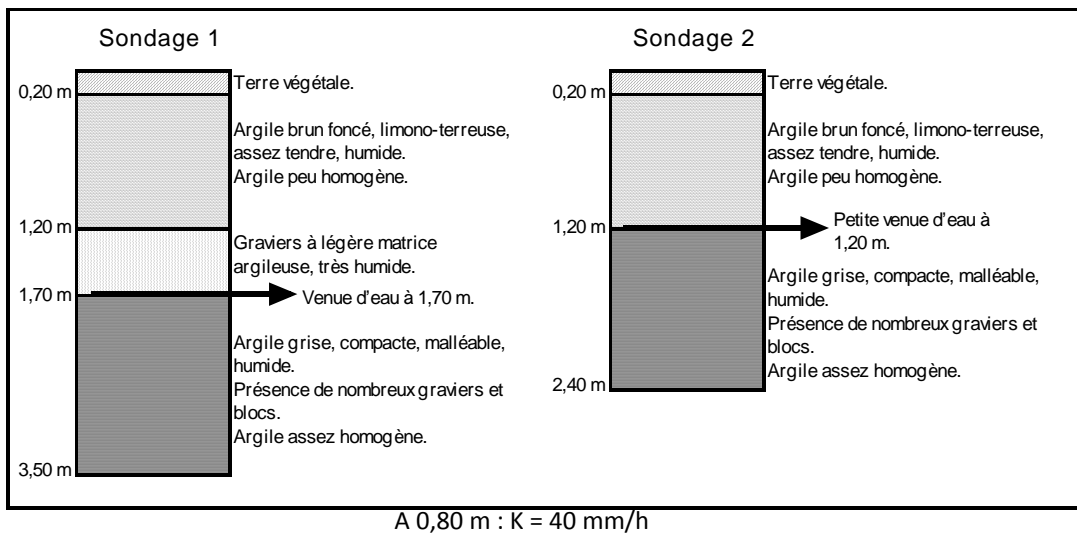 Sondage 1
0,20 m
Terre végétale.
Argile brun foncé, limono-terreuse,
assez tendre, humide.
Argile peu homogène.
1,20 m
Graviers à légère matrice
argileuse, très humide.
1,70 m
Venue d'eau à 1,70 m.
Argile grise, compacte, malléable,
humide.
Présence de nombreux graviers et
blocs.
Argile assez homogène.
3,50 m
Sondage 2
0,20 m
Terre végétale.
Argile brun foncé, limono-terreuse,
assez tendre, humide.
Argile peu homogène.
1,20 m
Petite venue d'eau à
1,20 m.
Argile grise, compacte, malléable,
humide.
Présence de nombreux graviers et
blocs.
Argile assez homogène.
2,40 m
A 0,80 m : K = 40 mm/h